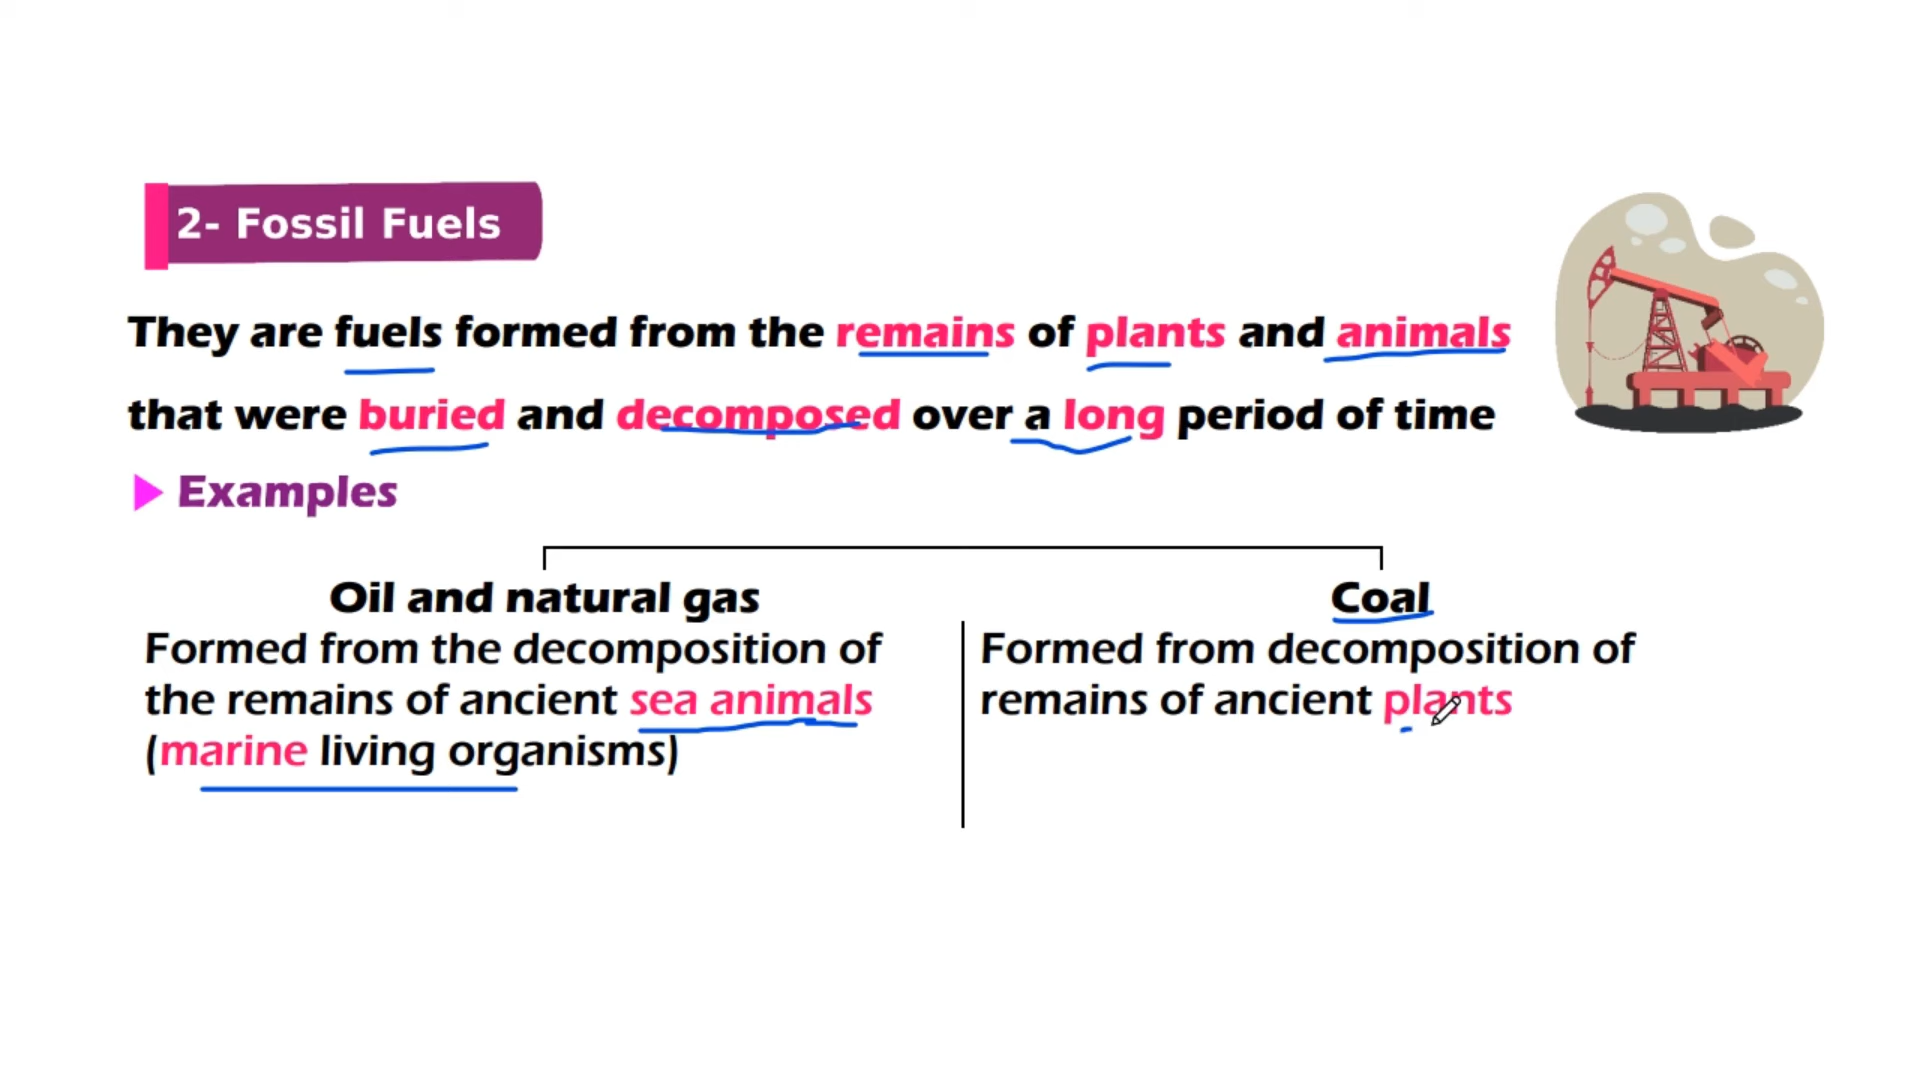 2- Fossil Fuels
They are fuels formed from the remains of plants and animals
that were buried and decomposed over a long period of time
Examples
Oil and natural gas
Formed from the decomposition of
the remains of ancient sea animals
(marine living organisms)
Coal
Formed from decomposition of
remains of ancient plants